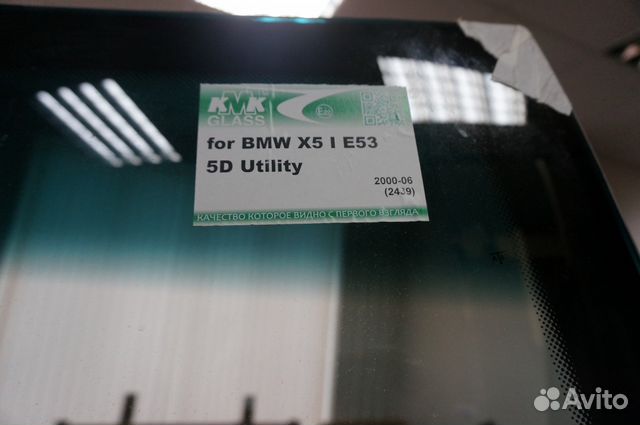 KMK
GLASS
for BMW X5 I E53
5D Utility
2000-06
КАЧЕСТВО КОТОРОЕ ВИДНО С ПЕРВОГО ВЗГЛЯДА
Avito